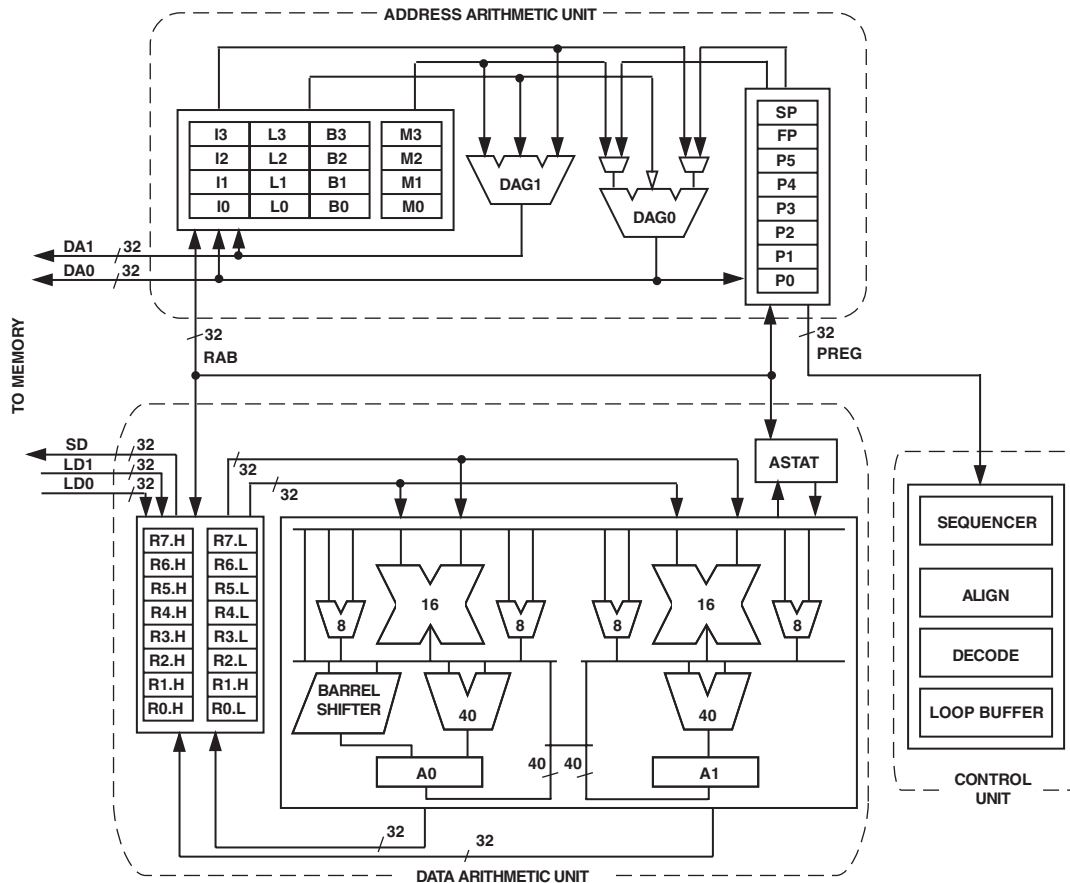 ADDRESS ARITHMETIC UNIT
I3 L3 B3 M3
I2 L2 B2 M2
I1 L1 B1 M1
I0 L0 B0 M0
DAG1
DAG0
SP
FP
P5
P4
P3
P2
P1
P0
DA1 32
DA0 32
32
RAB
32
PREG
TO MEMORY
SD 32
LD1 32
LD0 32
32
32
ASTAT
R7.H R7.L
R6.H R6.L
R5.H R5.L
R4.H R4.L
R3.H R3.L
R2.H R2.L
R1.H R1.H
R0.H R0.L
16
8
8
16
8
8
BARREL
SHIFTER
40
40
A0
40 40
A1
32
32
DATA ARITHMETIC UNIT
SEQUENCER
ALIGN
DECODE
LOOP BUFFER
CONTROL
UNIT